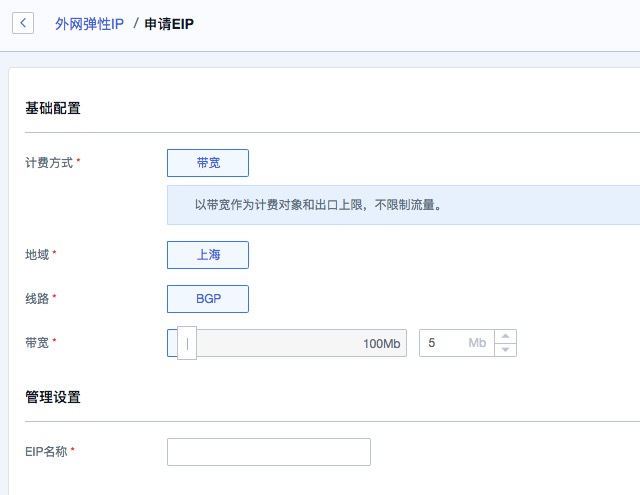 外网弹性IP / 申请EIP
基础配置
计费方式 * 带宽
以带宽作为计费对象和出口上限，不限制流量。
地域 * 上海
线路 * BGP
带宽 * 100Mb 5 Mb
管理设置
EIP名称 *